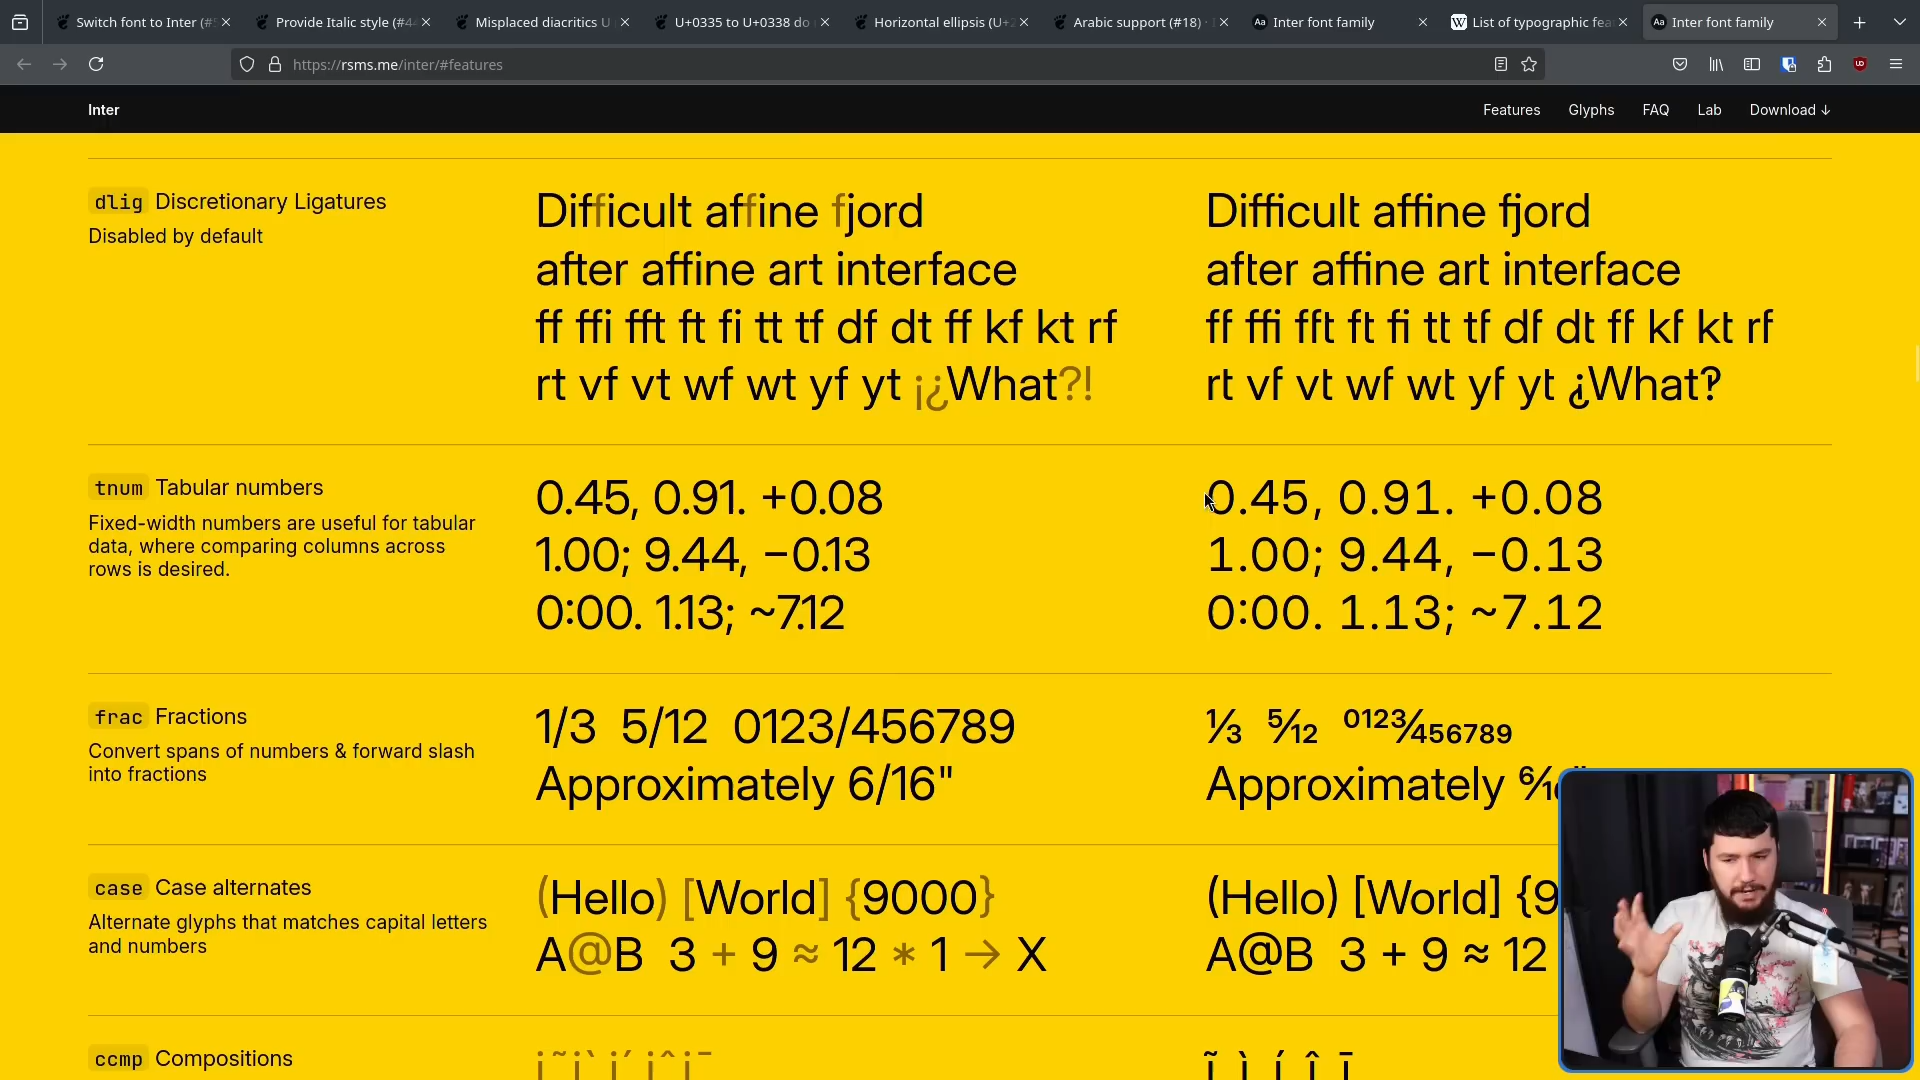 Switch font to Inter (#5
Provide Italic style (#4
Misplaced diacritics U
U+0335 to U+0338 do
Horizontal ellipsis (U+2
Arabic support (#18) ·
Inter font family
List of typographic fea
Inter font family
https://rsms.me/inter/#features
Inter
Features
Glyphs
FAQ
Lab
Download ↓
dlig Discretionary Ligatures
Disabled by default
Difficult affine fjord
after affine art interface
ff ffi fft ft fi tt tf df dt ff kf kt rf
rt vf vt wf wt yf yt ¡¿What?!
Difficult affine fjord
after affine art interface
ff ffi fft ft fi tt tf df dt ff kf kt rf
rt vf vt wf wt yf yt ¿What‽
tnum Tabular numbers
Fixed-width numbers are useful for tabular
data, where comparing columns across
rows is desired.
0.45, 0.91. +0.08
1.00; 9.44, −0.13
0:00. 1.13; ~7.12
0.45, 0.91. +0.08
1.00; 9.44, −0.13
0:00. 1.13; ~7.12
frac Fractions
Convert spans of numbers & forward slash
into fractions
1/3 5/12 0123/456789
Approximately 6/16"
⅓ ⁵⁄₁₂ ⁰¹²³⁄₄₅₆₇₈₉
Approximately
case Case alternates
Alternate glyphs that matches capital letters
and numbers
(Hello) [World] {9000}
A@B 3 + 9 ≈ 12 * 1 → X
(Hello) [World] {9
A@B 3 + 9 ≈ 12
ccmp Compositions